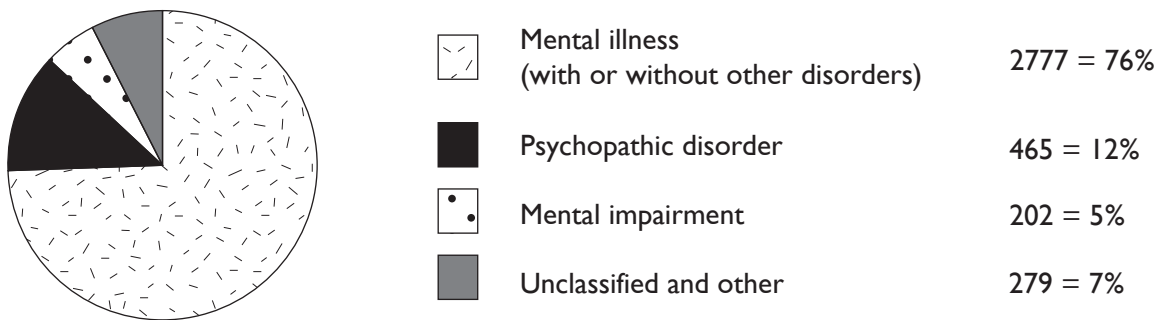 Mental illness
(with or without other disorders) 2777 = 76%
Psychopathic disorder 465 = 12%
Mental impairment 202 = 5%
Unclassified and other 279 = 7%